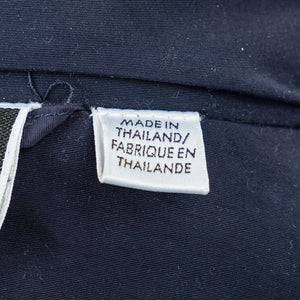 MADE IN
THAILAND/
FABRIQUE EN
THAILANDE